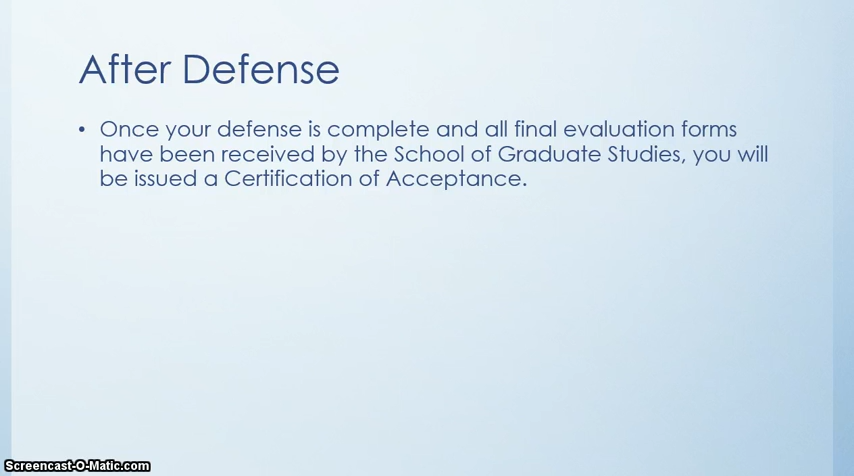 After Defense
• Once your defense is complete and all final evaluation forms
have been received by the School of Graduate Studies, you will
be issued a Certification of Acceptance.
Screencast-O-Matic.com